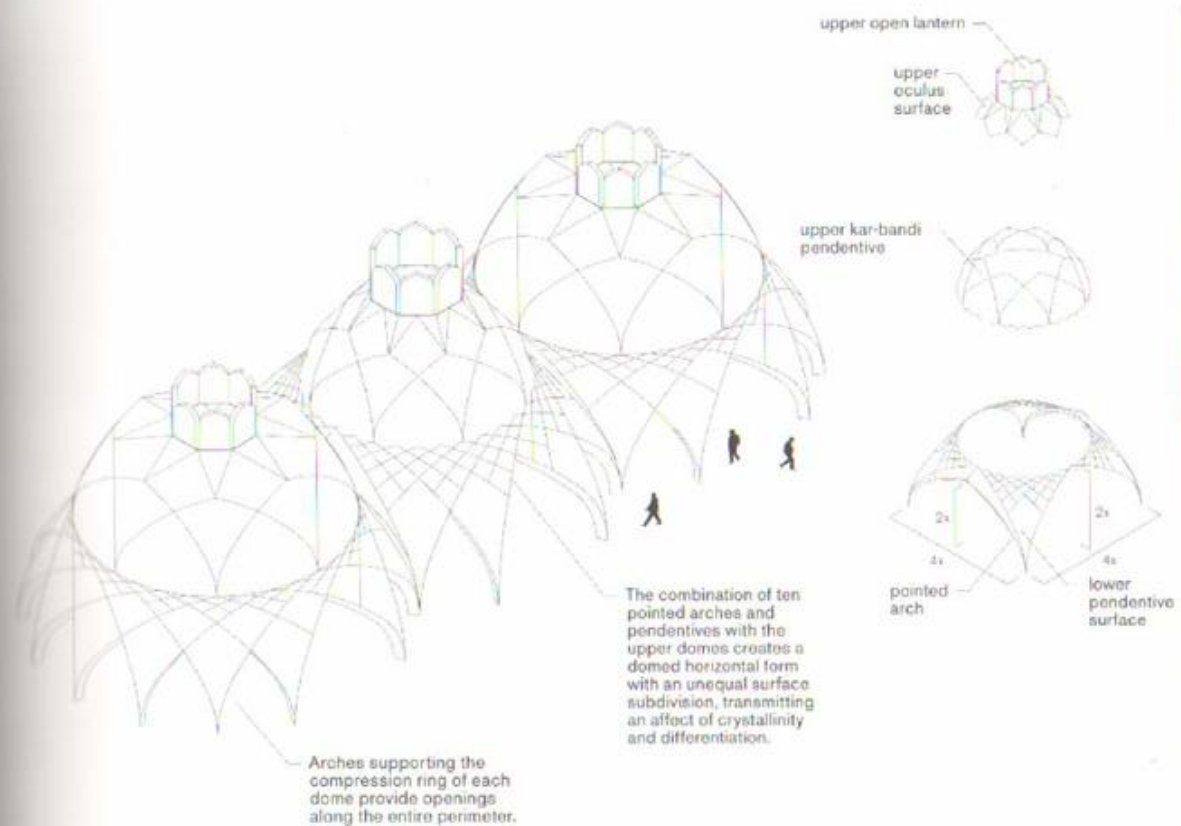 upper open lantern
upper
oculus
surface
upper kar-bandi
pendentive
2x
2x
4x
4x
pointed
arch
lower
pendentive
surface
The combination of ten
pointed arches and
pendentives with the
upper domes creates a
domed horizontal form
with an unequal surface
subdivision, transmitting
an affect of crystallinity
and differentiation.
Arches supporting the
compression ring of each
dome provide openings
along the entire perimeter.